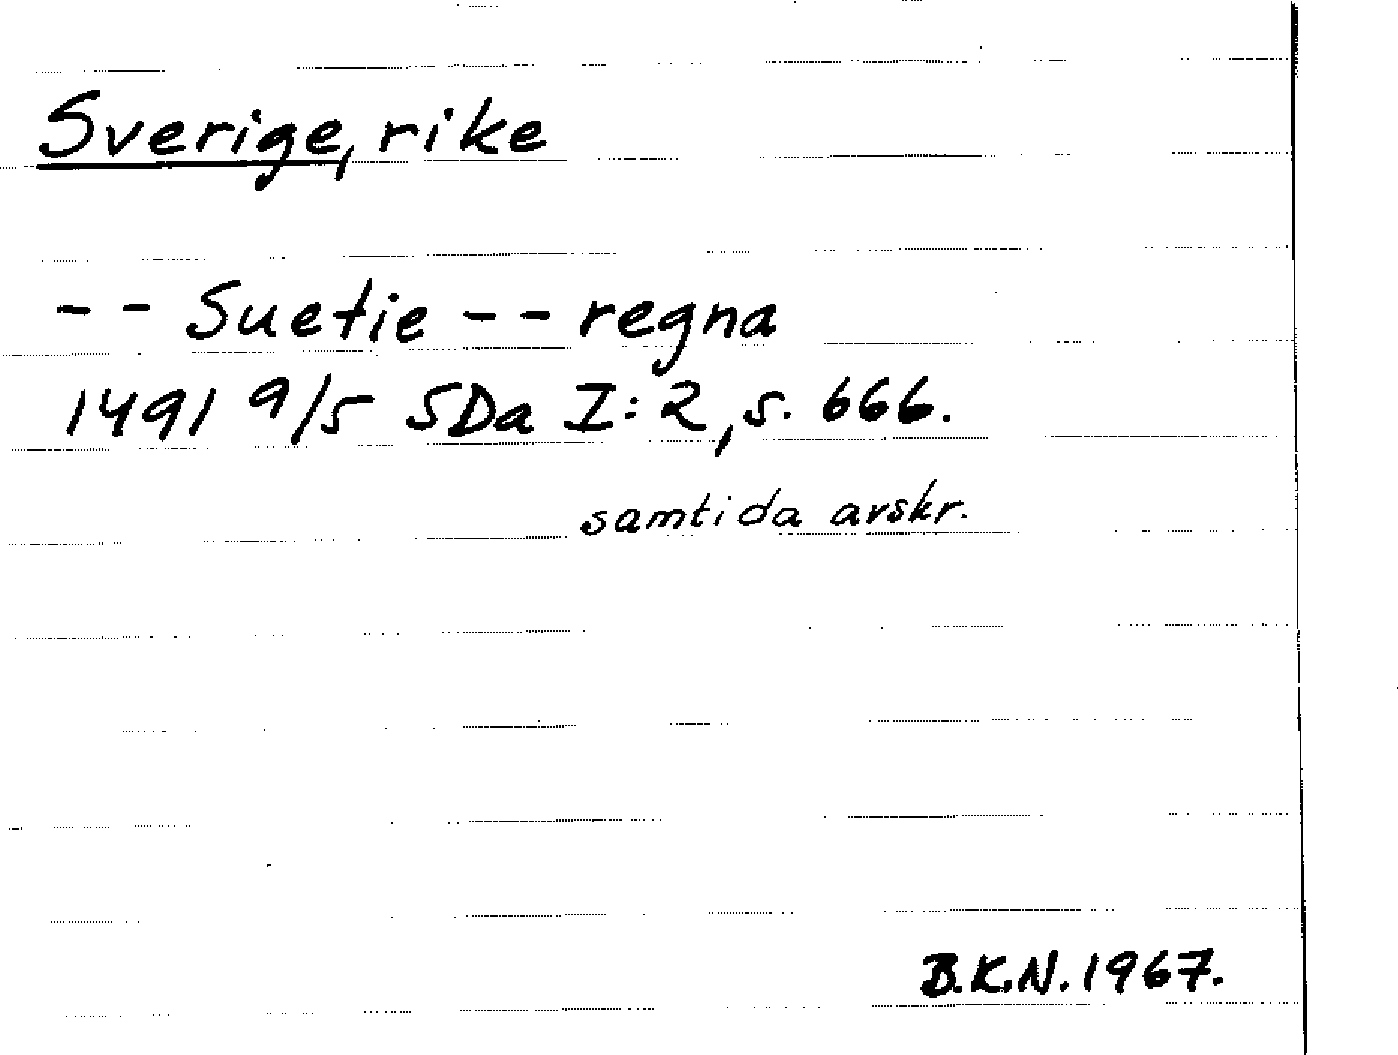 Sverige, rike
-- Suetie -- regna
1491 9/5 SDa I:2, s. 666.
samtida avskr.
B.K.N. 1967.